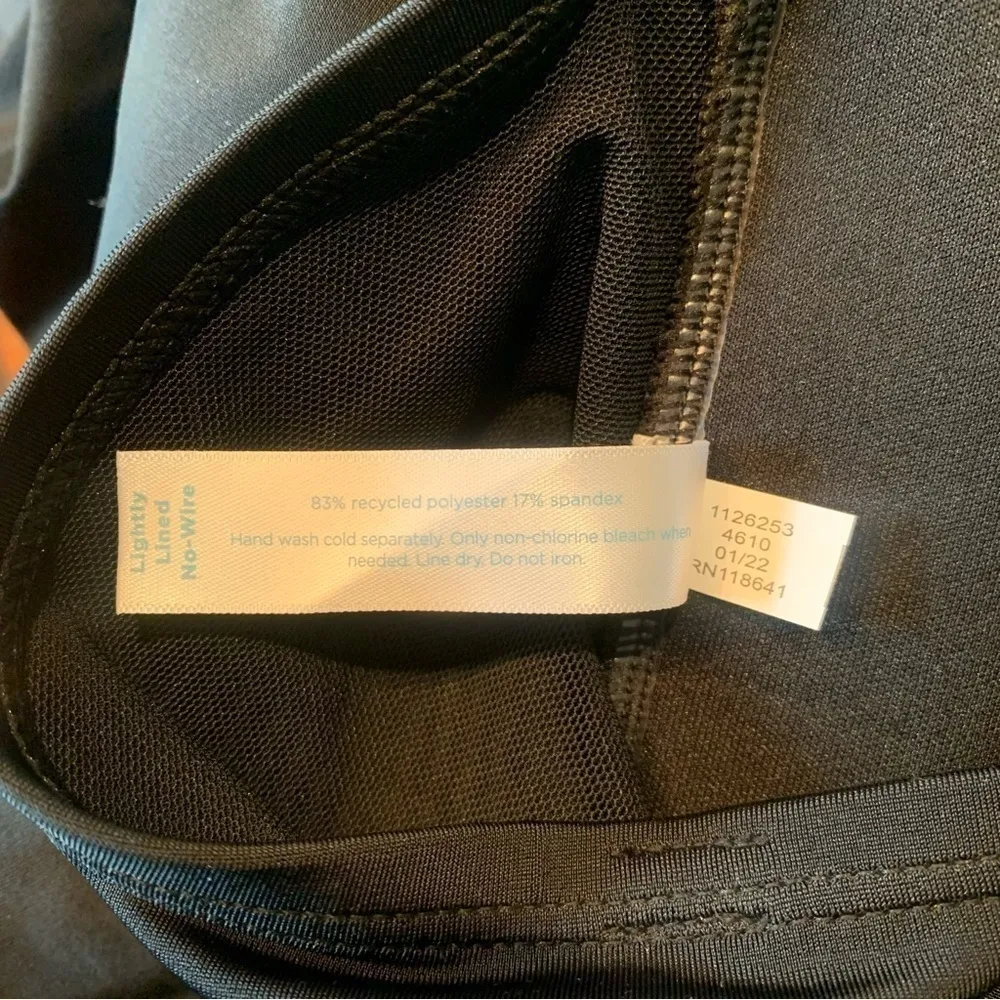 Lightly
Lined
No-Wire
83% recycled polyester 17% spandex
Hand wash cold separately. Only non-chlorine bleach when
needed. Line dry. Do not iron.
1126253
4610
01/22
RN118641